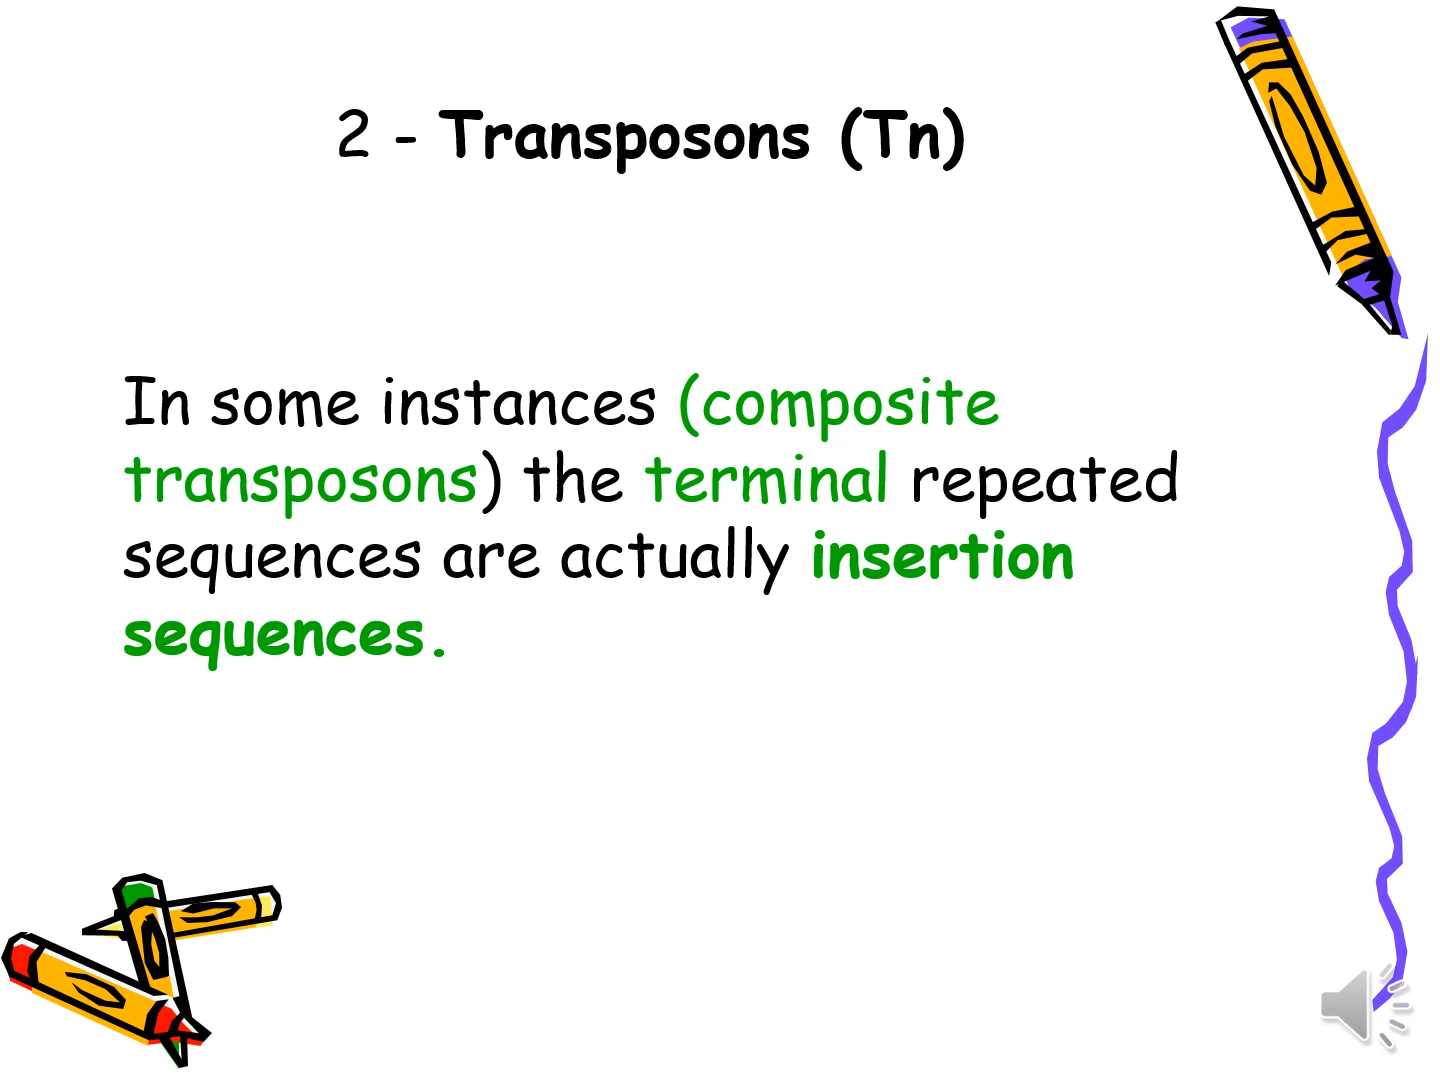 2 - Transposons (Tn)
In some instances (composite
transposons) the terminal repeated
sequences are actually insertion
sequences.